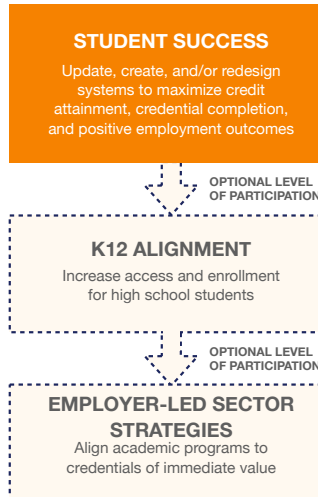 STUDENT SUCCESS
Update, create, and/or redesign
systems to maximize credit
attainment, credential completion,
and positive employment outcomes
OPTIONAL LEVEL
OF PARTICIPATION
K12 ALIGNMENT
Increase access and enrollment
for high school students
OPTIONAL LEVEL
OF PARTICIPATION
EMPLOYER-LED SECTOR
STRATEGIES
Align academic programs to
credentials of immediate value